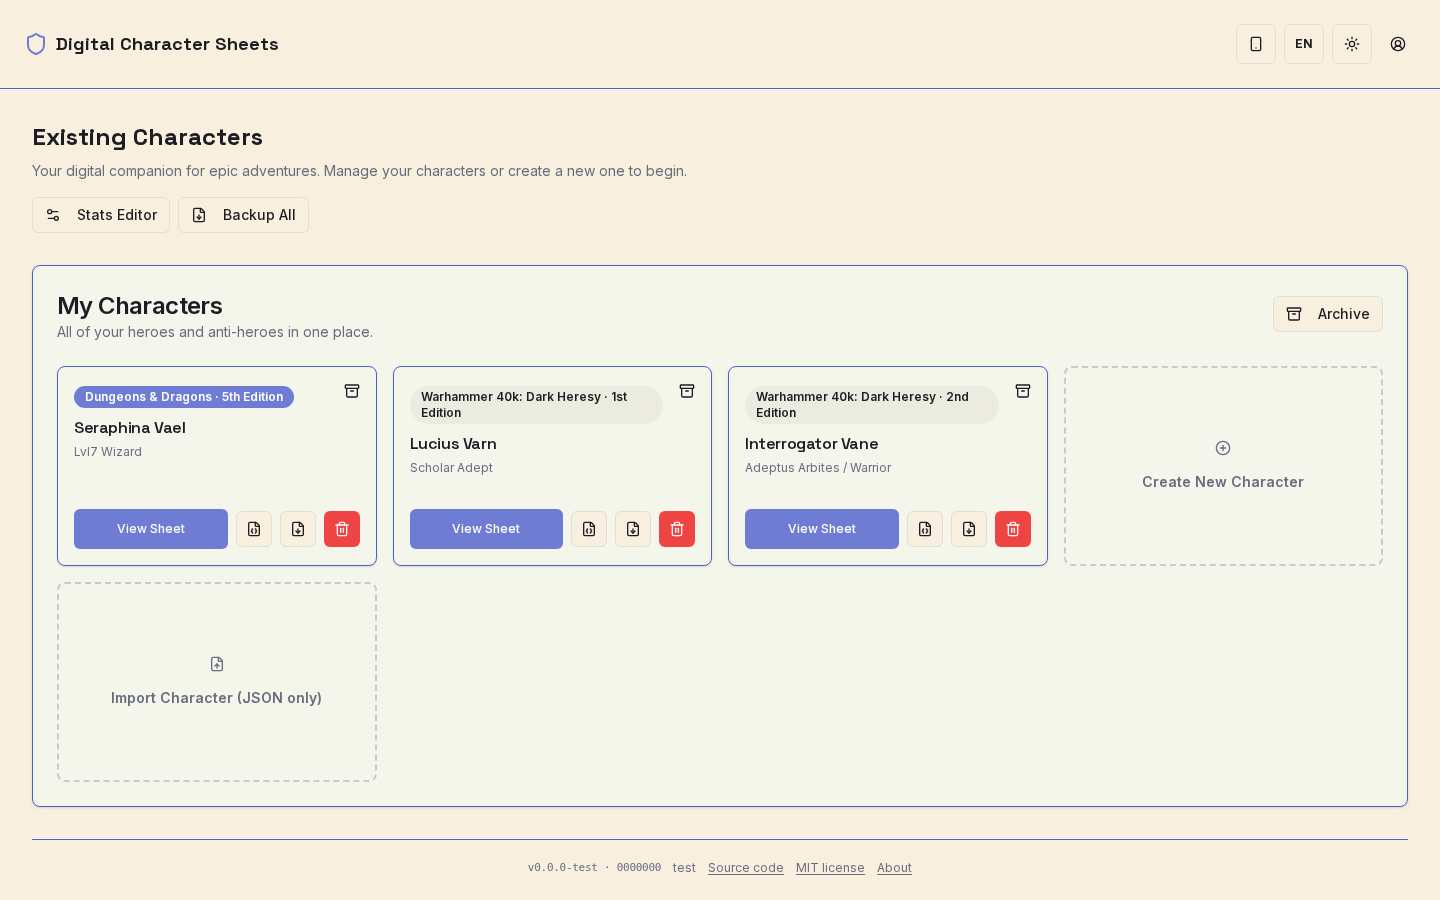 Digital Character Sheets
EN
Existing Characters
Your digital companion for epic adventures. Manage your characters or create a new one to begin.
Stats Editor
Backup All
My Characters
All of your heroes and anti-heroes in one place.
Archive
Dungeons & Dragons · 5th Edition
Seraphina Vael
Lvl7 Wizard
View Sheet
Warhammer 40k: Dark Heresy · 1st
Edition
Lucius Varn
Scholar Adept
View Sheet
Warhammer 40k: Dark Heresy · 2nd
Edition
Interrogator Vane
Adeptus Arbites / Warrior
View Sheet
Create New Character
Import Character (JSON only)
v0.0.0-test · 0000000 test Source code MIT license About